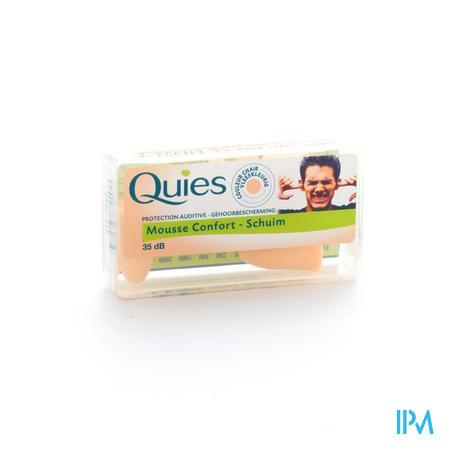 Quies
COULEUR CHAIR
VLEESKLEURIG
PROTECTION AUDITIVE - GEHOORBESCHERMING
Mousse Confort - Schuim
35 dB
IPM